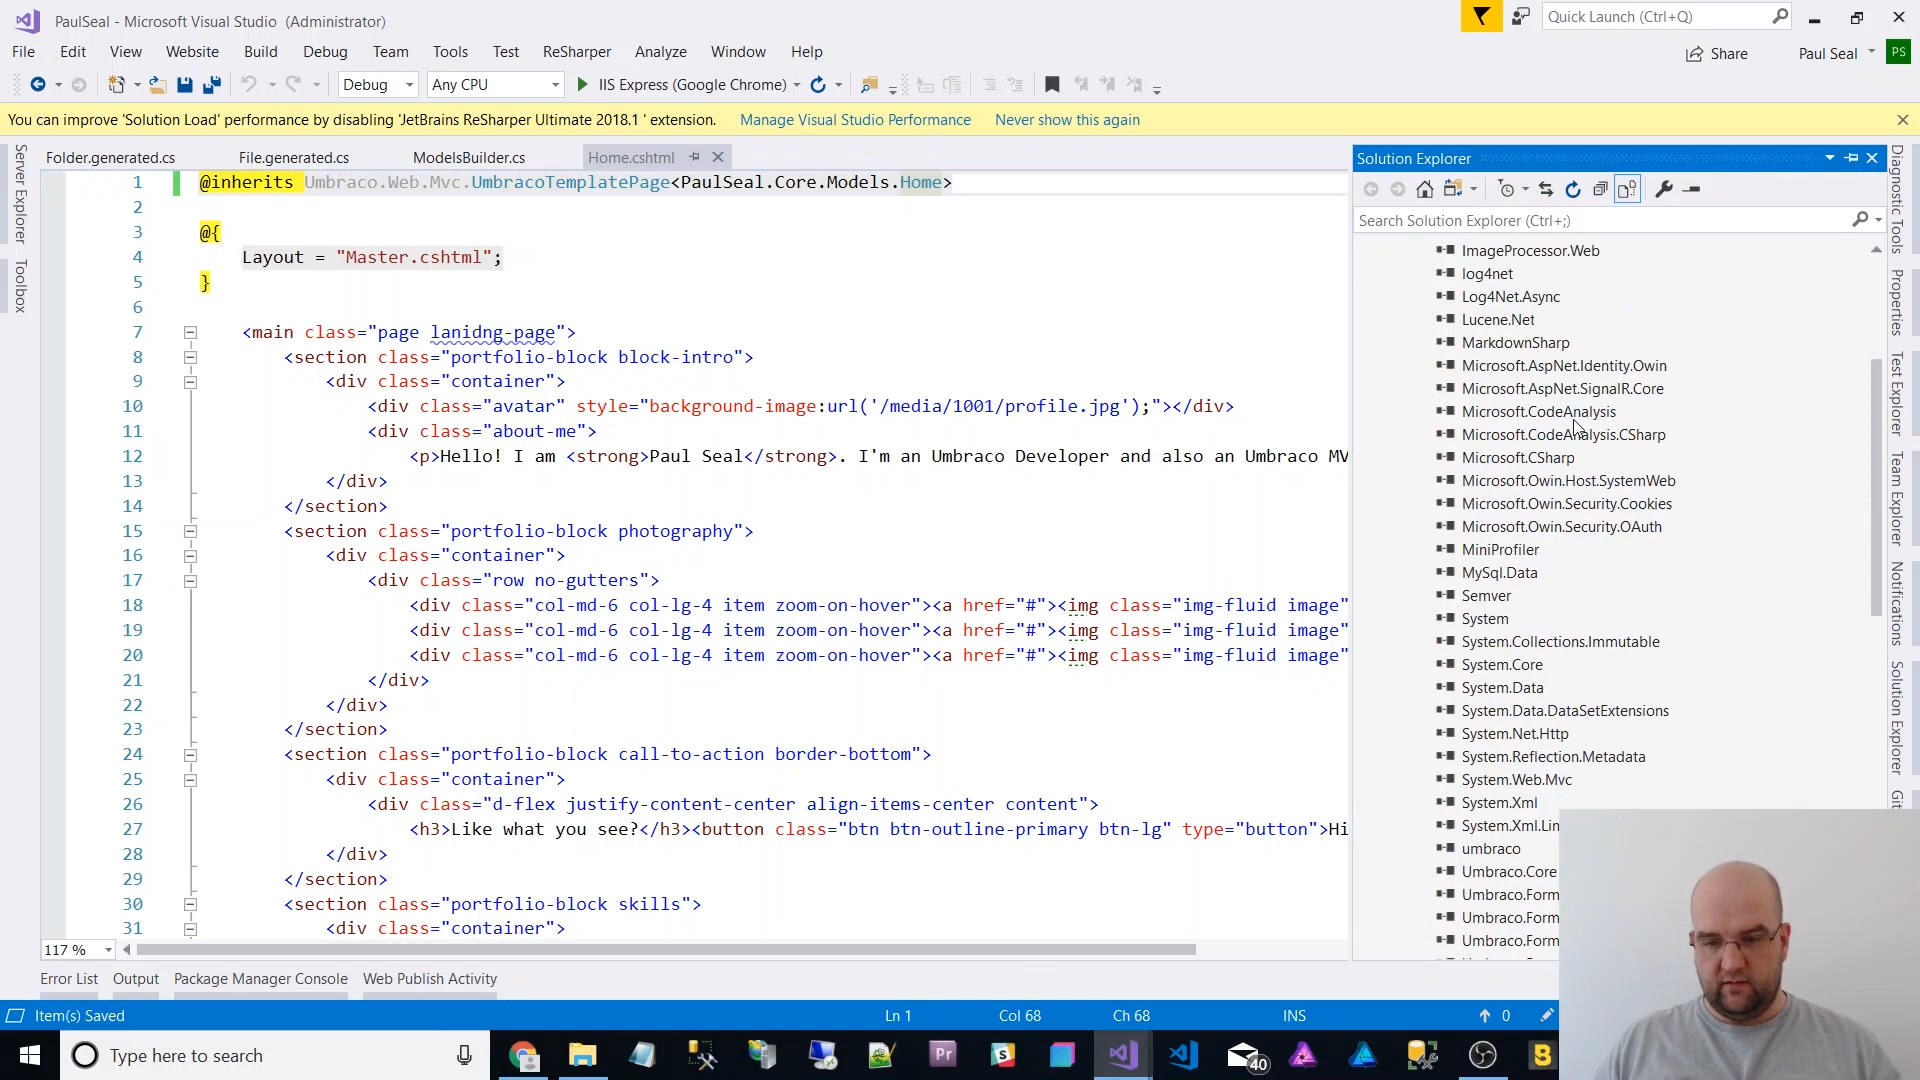 PaulSeal - Microsoft Visual Studio (Administrator)
Quick Launch (Ctrl+Q)
File Edit View Website Build Debug Team Tools Test ReSharper Analyze Window Help
Share
Paul Seal
PS
Debug
Any CPU
IIS Express (Google Chrome)
You can improve 'Solution Load' performance by disabling 'JetBrains ReSharper Ultimate 2018.1 ' extension. Manage Visual Studio Performance Never show this again
Server Explorer
Toolbox
Folder.generated.cs File.generated.cs ModelsBuilder.cs Home.cshtml
1 @inherits Umbraco.Web.Mvc.UmbracoTemplatePage<PaulSeal.Core.Models.Home>
2
3 @{
4 Layout = "Master.cshtml";
5 }
6
7 <main class="page lanidng-page">
8 <section class="portfolio-block block-intro">
9 <div class="container">
10 <div class="avatar" style="background-image:url('/media/1001/profile.jpg');"></div>
11 <div class="about-me">
12 <p>Hello! I am <strong>Paul Seal</strong>. I'm an Umbraco Developer and also an Umbraco MV
13 </div>
14 </section>
15 <section class="portfolio-block photography">
16 <div class="container">
17 <div class="row no-gutters">
18 <div class="col-md-6 col-lg-4 item zoom-on-hover"><a href="#"><img class="img-fluid image"
19 <div class="col-md-6 col-lg-4 item zoom-on-hover"><a href="#"><img class="img-fluid image"
20 <div class="col-md-6 col-lg-4 item zoom-on-hover"><a href="#"><img class="img-fluid image"
21 </div>
22 </div>
23 </section>
24 <section class="portfolio-block call-to-action border-bottom">
25 <div class="container">
26 <div class="d-flex justify-content-center align-items-center content">
27 <h3>Like what you see?</h3><button class="btn btn-outline-primary btn-lg" type="button">Hi
28 </div>
29 </section>
30 <section class="portfolio-block skills">
31 <div class="container">
117 %
Solution Explorer
Search Solution Explorer (Ctrl+;)
ImageProcessor.Web
log4net
Log4Net.Async
Lucene.Net
MarkdownSharp
Microsoft.AspNet.Identity.Owin
Microsoft.AspNet.SignalR.Core
Microsoft.CodeAnalysis
Microsoft.CodeAnalysis.CSharp
Microsoft.CSharp
Microsoft.Owin.Host.SystemWeb
Microsoft.Owin.Security.Cookies
Microsoft.Owin.Security.OAuth
MiniProfiler
MySql.Data
Semver
System
System.Collections.Immutable
System.Core
System.Data
System.Data.DataSetExtensions
System.Net.Http
System.Reflection.Metadata
System.Web.Mvc
System.Xml
System.Xml.Lin
umbraco
Umbraco.Core
Umbraco.Form
Umbraco.Form
Umbraco.Form
Diagnostic Tools
Properties
Test Explorer
Team Explorer
Notifications
Solution Explorer
Git
Error List Output Package Manager Console Web Publish Activity
Item(s) Saved
Ln 1 Col 68 Ch 68 INS
0
Type here to search
Pr
S
40
B